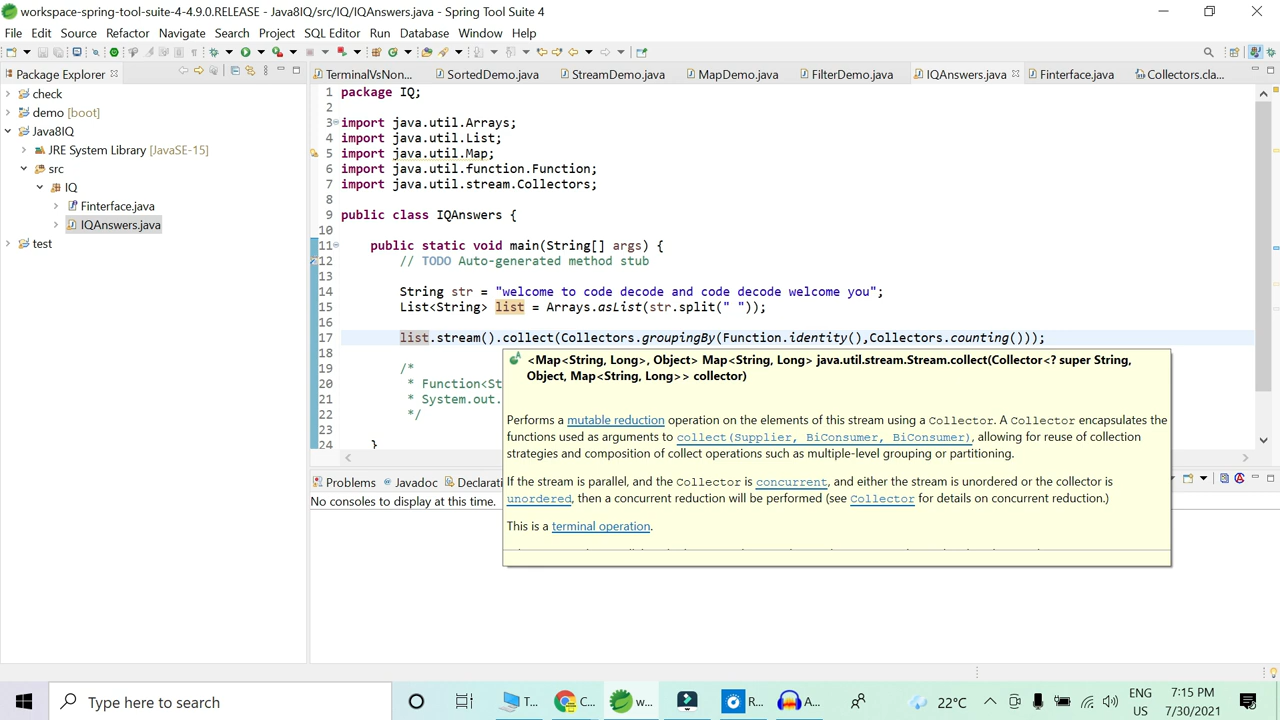 workspace-spring-tool-suite-4-4.9.0.RELEASE - Java8IQ/src/IQ/IQAnswers.java - Spring Tool Suite 4
File Edit Source Refactor Navigate Search Project SQL Editor Run Database Window Help
Package Explorer
TerminalVsNon... SortedDemo.java StreamDemo.java MapDemo.java FilterDemo.java IQAnswers.java Finterface.java Collectors.cla...
check
demo [boot]
Java8IQ
JRE System Library [JavaSE-15]
src
IQ
Finterface.java
IQAnswers.java
test
1 package IQ;
2
3 import java.util.Arrays;
4 import java.util.List;
5 import java.util.Map;
6 import java.util.function.Function;
7 import java.util.stream.Collectors;
8
9 public class IQAnswers {
10
11 public static void main(String[] args) {
12 // TODO Auto-generated method stub
13
14 String str = "welcome to code decode and code decode welcome you";
15 List<String> list = Arrays.asList(str.split(" "));
16
17 list.stream().collect(Collectors.groupingBy(Function.identity(),Collectors.counting()));
18
19 /*
20 * Function<St
21 * System.out.
22 */
23
24 }
<Map<String, Long>, Object> Map<String, Long> java.util.stream.Stream.collect(Collector<? super String,
Object, Map<String, Long>> collector)
Performs a mutable reduction operation on the elements of this stream using a Collector. A Collector encapsulates the
functions used as arguments to collect(Supplier, BiConsumer, BiConsumer), allowing for reuse of collection
strategies and composition of collect operations such as multiple-level grouping or partitioning.
If the stream is parallel, and the Collector is concurrent, and either the stream is unordered or the collector is
unordered, then a concurrent reduction will be performed (see Collector for details on concurrent reduction.)
This is a terminal operation.
Problems Javadoc Declarati
No consoles to display at this time.
Type here to search
T... C... w... R... A...
22°C
ENG
US
7:15 PM
7/30/2021